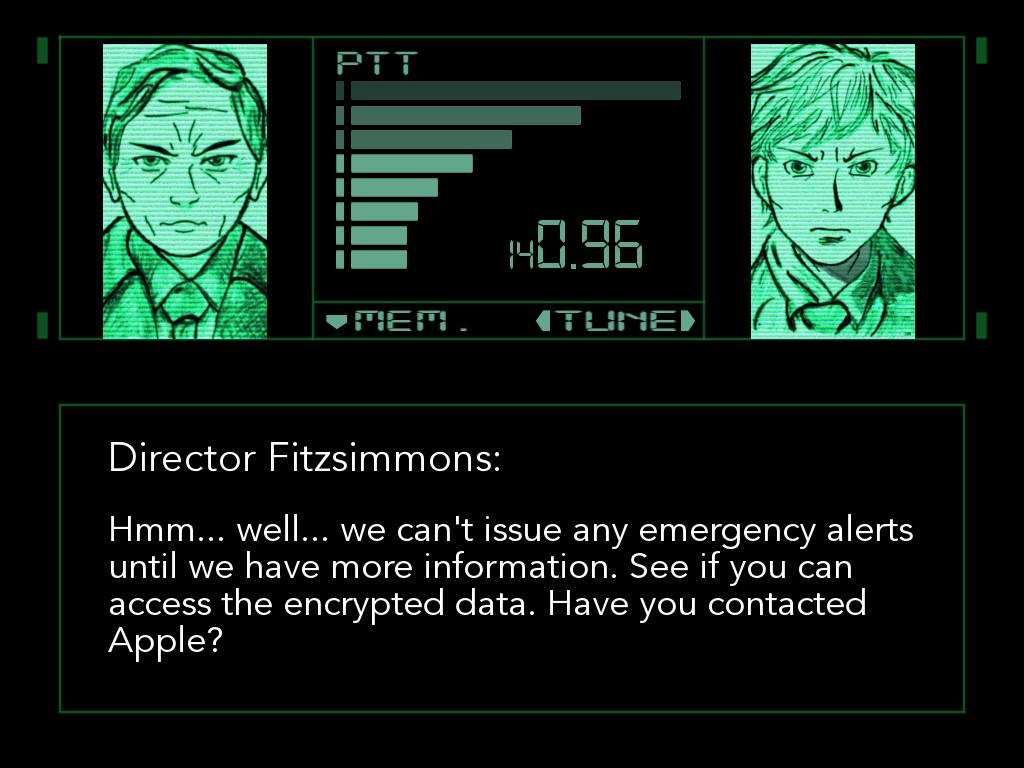 PTT
140.96
MEM.
TUNE
Director Fitzsimmons:
Hmm... well... we can't issue any emergency alerts
until we have more information. See if you can
access the encrypted data. Have you contacted
Apple?